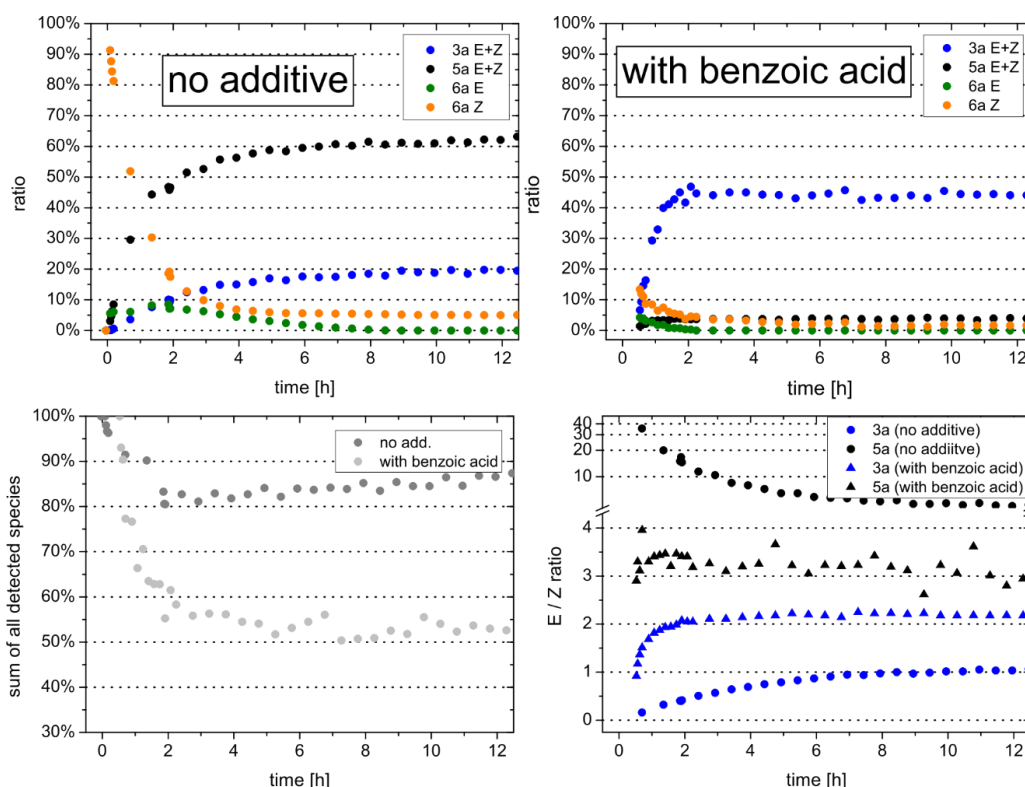 100%
90%
80%
70%
60%
50%
40%
30%
20%
10%
0%
ratio
no additive
3a E+Z
5a E+Z
6a E
6a Z
0 2 4 6 8 10 12
time [h]
100%
90%
80%
70%
60%
50%
40%
30%
20%
10%
0%
ratio
with benzoic acid
3a E+Z
5a E+Z
6a E
6a Z
0 2 4 6 8 10 12
time [h]
100%
90%
80%
70%
60%
50%
40%
30%
sum of all detected species
no add.
with benzoic acid
0 2 4 6 8 10 12
time [h]
40
30
20
10
4
3
2
1
0
E / Z ratio
3a (no additive)
5a (no addiitve)
3a (with benzoic acid)
5a (with benzoic acid)
0 2 4 6 8 10 12
time [h]